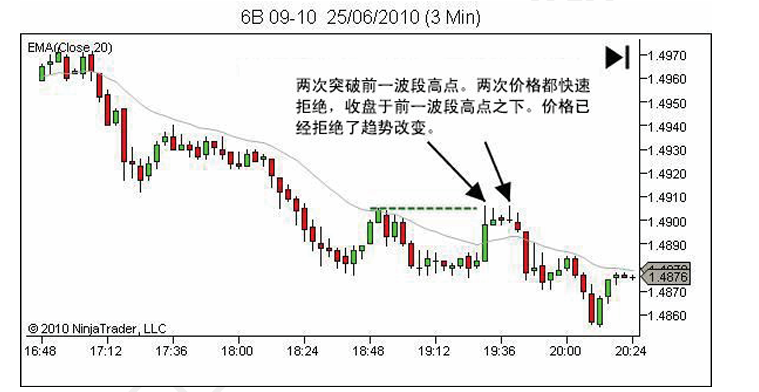 6B 09-10 25/06/2010 (3 Min)
EMA(Close,20)
两次突破前一波段高点。两次价格都快速
拒绝，收盘于前一波段高点之下。价格已
经拒绝了趋势改变。
1.4970
1.4960
1.4950
1.4940
1.4930
1.4920
1.4910
1.4900
1.4890
1.4876
1.4870
1.4860
© 2010 NinjaTrader, LLC
16:48 17:12 17:36 18:00 18:24 18:48 19:12 19:36 20:00 20:24